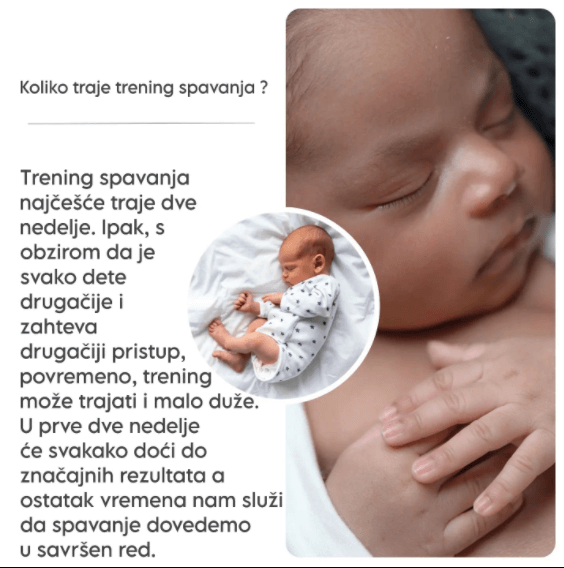 Koliko traje trening spavanja ?
Trening spavanja
najčešće traje dve
nedelje. Ipak, s
obzirom da je
svako dete
drugačije i
zahteva
drugačiji pristup,
povremeno, trening
može trajati i malo duže.
U prve dve nedelje
će svakako doći do
značajnih rezultata a
ostatak vremena nam služi
da spavanje dovedemo
u savršen red.